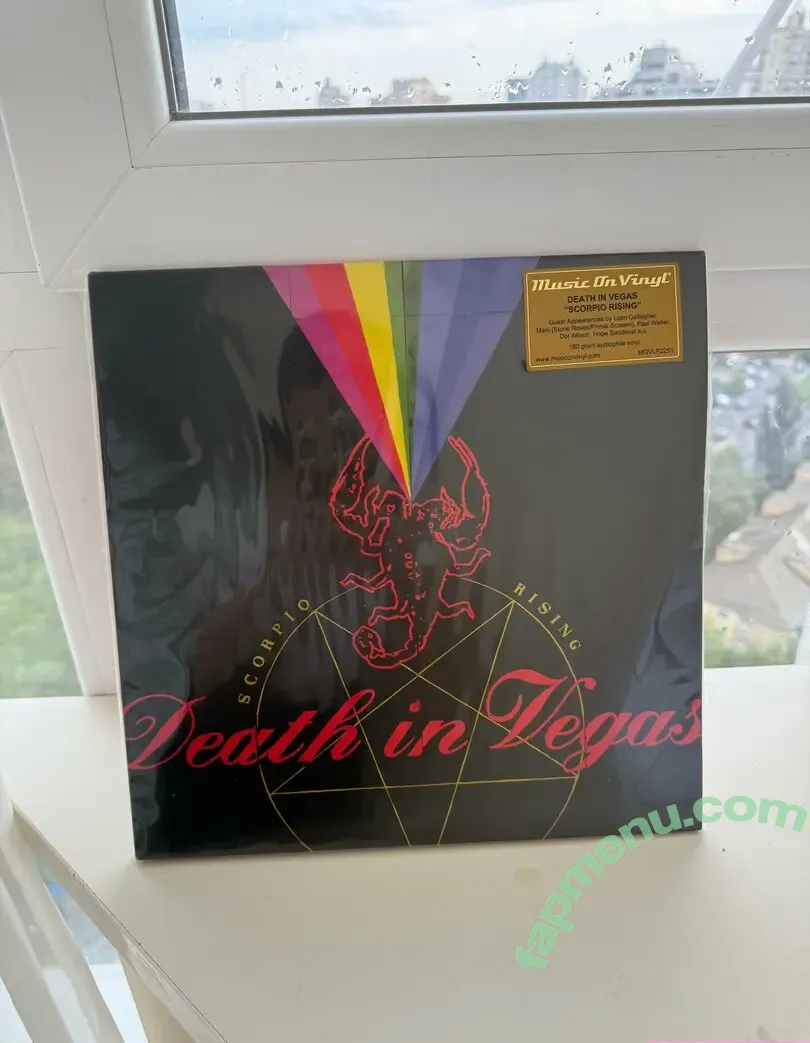 Music On Vinyl
DEATH IN VEGAS
"SCORPIO RISING"
Guest Appearances by Liam Gallagher,
Mani (Stone Roses/Primal Scream), Paul Weller,
Dot Allison, Hope Sandoval a.o.
180 gram audiophile vinyl
www.musiconvinyl.com MOVLP2251
SCORPIO RISING
Death in Vegas
fapmenu.com